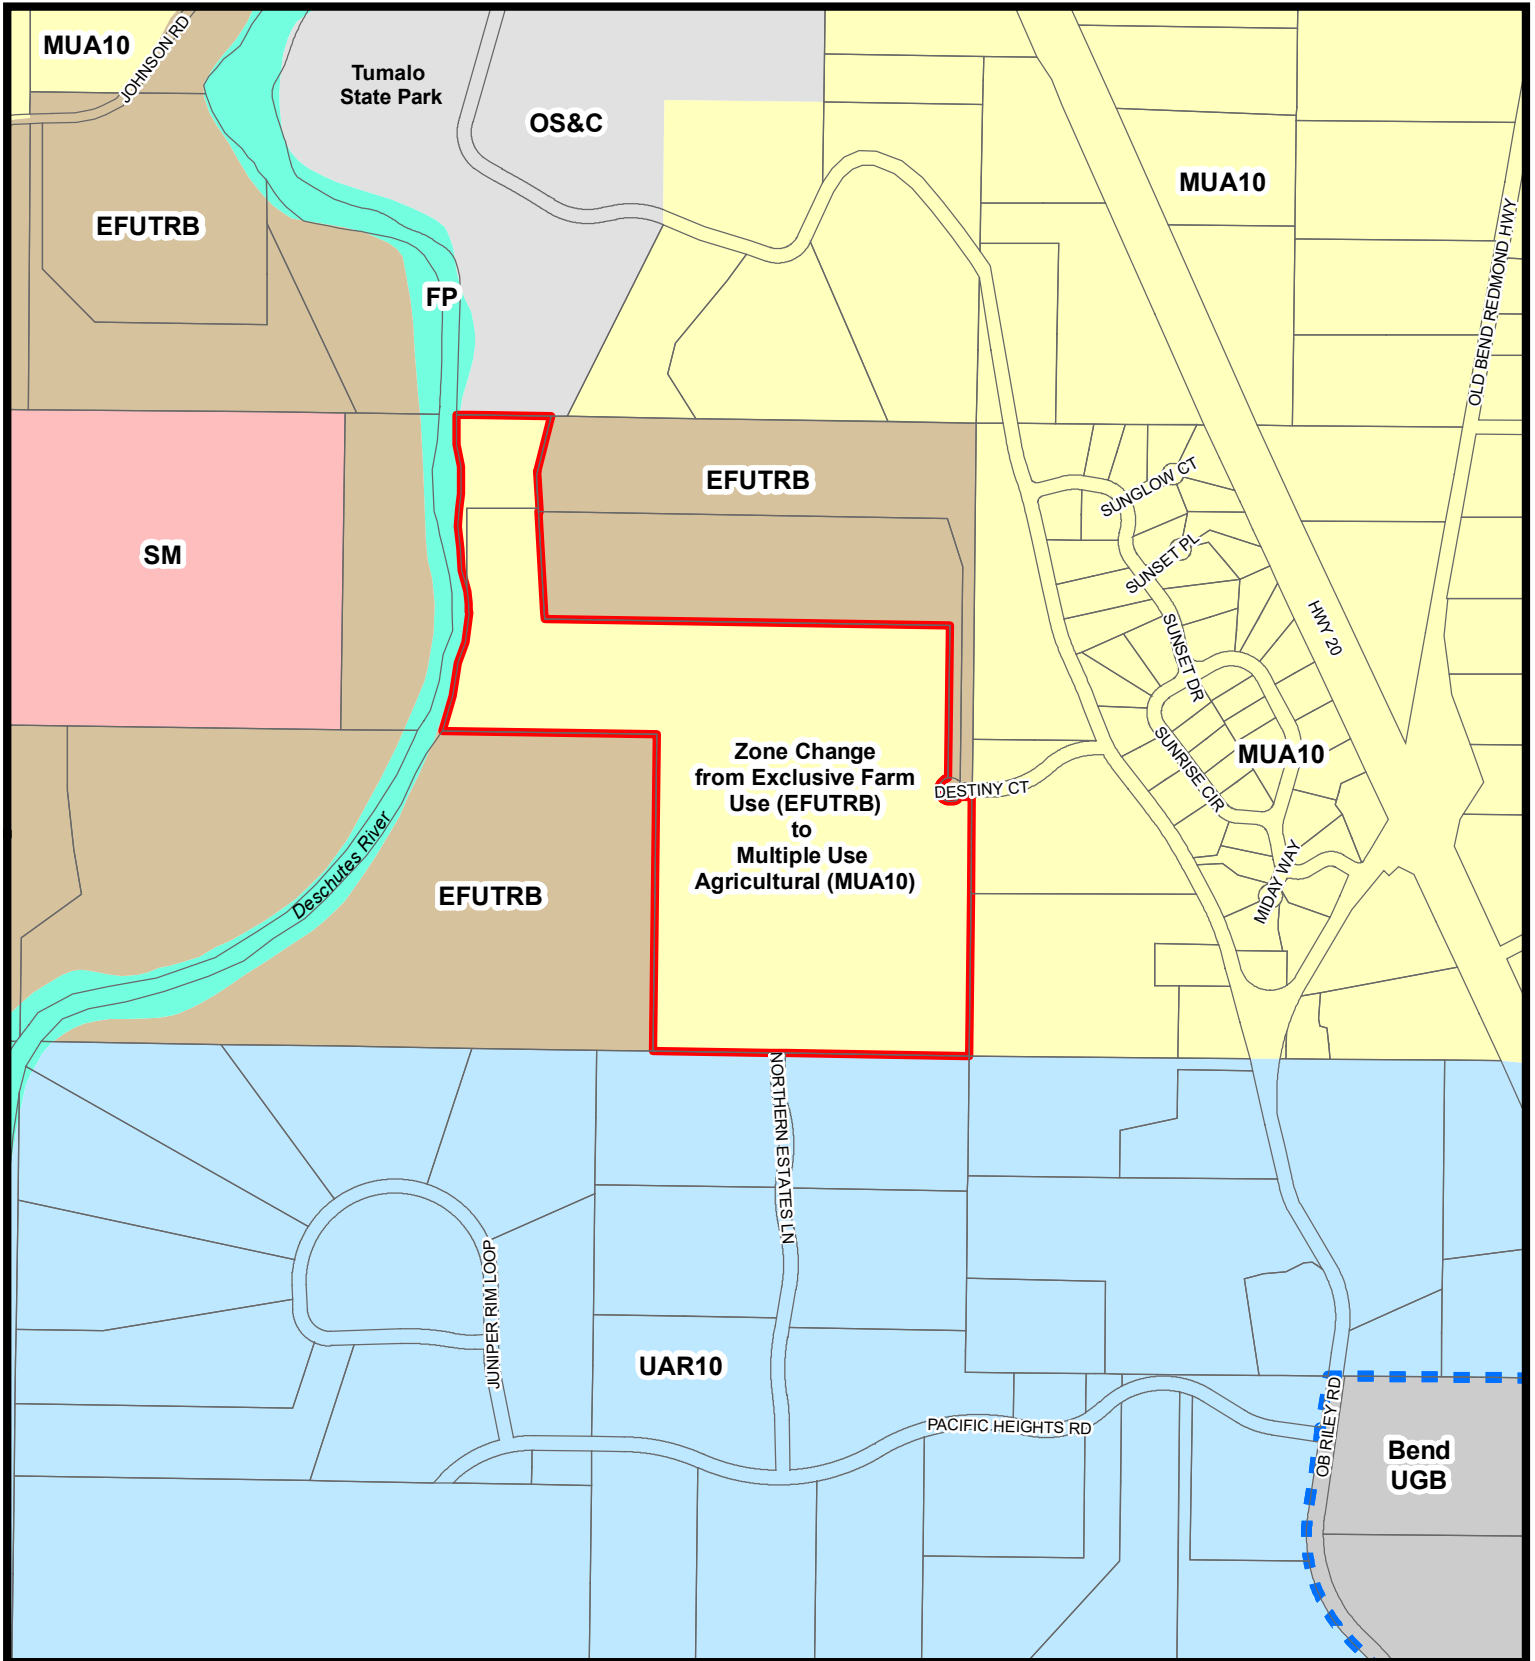 MUA10
JOHNSON RD
Tumalo
State Park
OS&C
MUA10
EFUTRB
OLD BEND REDMOND HWY
FP
EFUTRB
SUNGLOW CT
SM
SUNSET PL
HWY 20
SUNSET DR
Zone Change
from Exclusive Farm
Use (EFUTRB)
to
Multiple Use
Agricultural (MUA10)
DESTINY CT
SUNRISE CIR
MUA10
Deschutes River
EFUTRB
MIDAY WAY
NORTHERN ESTATES LN
JUNIPER RIM LOOP
UAR10
PACIFIC HEIGHTS RD
OB RILEY RD
Bend
UGB